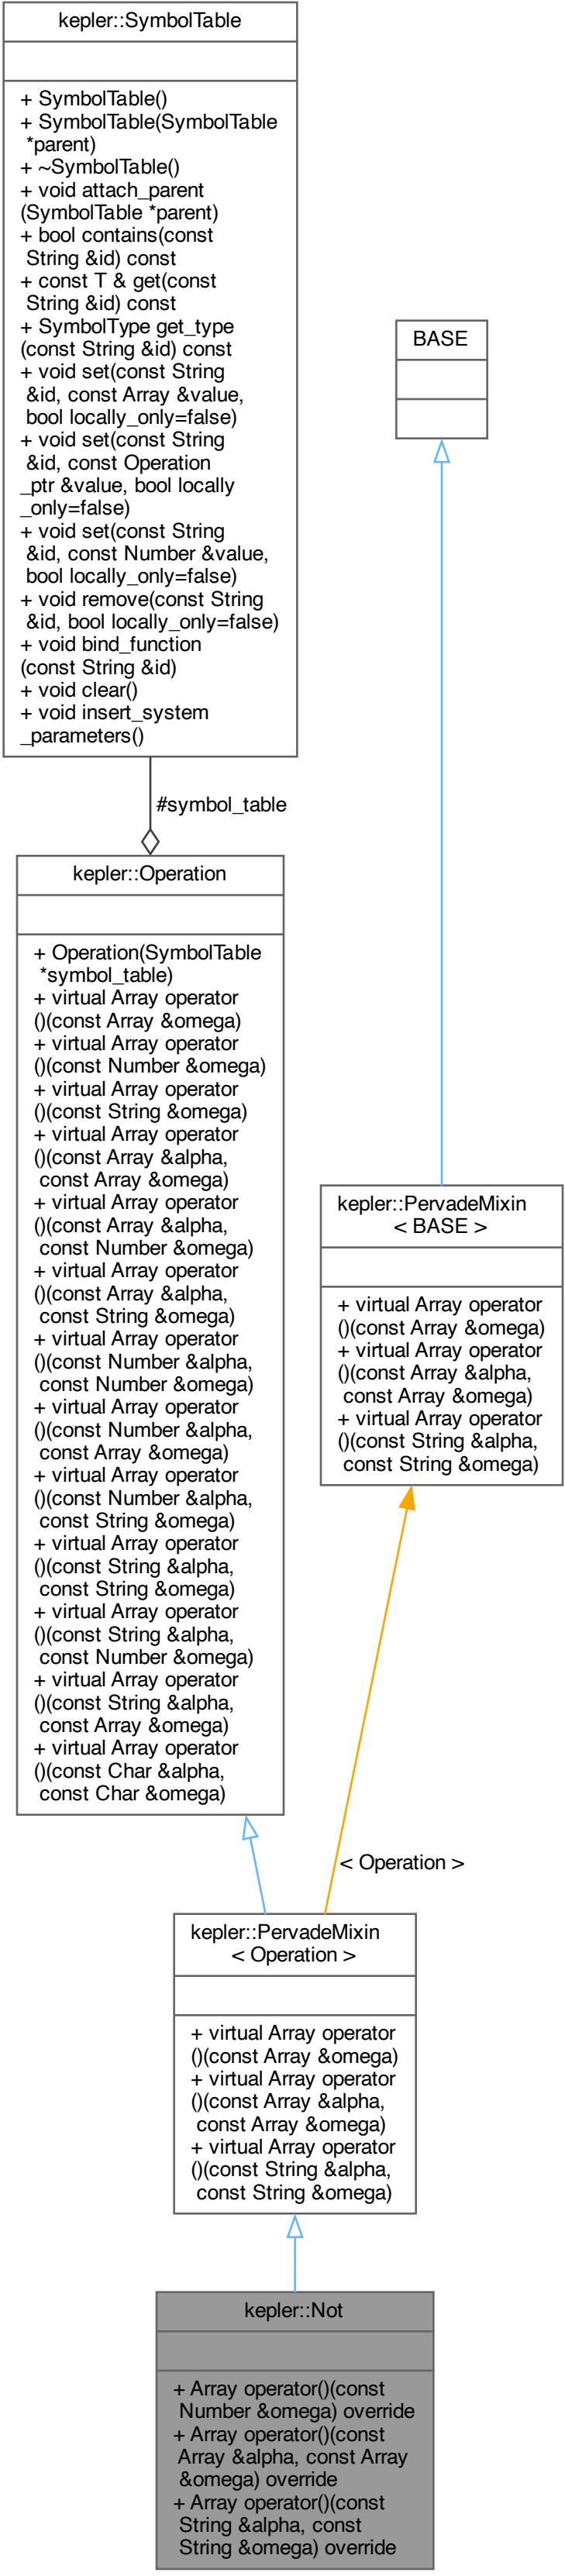 kepler::SymbolTable
+ SymbolTable()
+ SymbolTable(SymbolTable
*parent)
+ ~SymbolTable()
+ void attach_parent
(SymbolTable *parent)
+ bool contains(const
String &id) const
+ const T & get(const
String &id) const
+ SymbolType get_type
(const String &id) const
+ void set(const String
&id, const Array &value,
bool locally_only=false)
+ void set(const String
&id, const Operation
_ptr &value, bool locally
_only=false)
+ void set(const String
&id, const Number &value,
bool locally_only=false)
+ void remove(const String
&id, bool locally_only=false)
+ void bind_function
(const String &id)
+ void clear()
+ void insert_system
_parameters()
BASE
#symbol_table
kepler::Operation
+ Operation(SymbolTable
*symbol_table)
+ virtual Array operator
()(const Array &omega)
+ virtual Array operator
()(const Number &omega)
+ virtual Array operator
()(const String &omega)
+ virtual Array operator
()(const Array &alpha,
const Array &omega)
+ virtual Array operator
()(const Array &alpha,
const Number &omega)
+ virtual Array operator
()(const Array &alpha,
const String &omega)
+ virtual Array operator
()(const Number &alpha,
const Number &omega)
+ virtual Array operator
()(const Number &alpha,
const Array &omega)
+ virtual Array operator
()(const Number &alpha,
const String &omega)
+ virtual Array operator
()(const String &alpha,
const String &omega)
+ virtual Array operator
()(const String &alpha,
const Number &omega)
+ virtual Array operator
()(const String &alpha,
const Array &omega)
+ virtual Array operator
()(const Char &alpha,
const Char &omega)
kepler::PervadeMixin
< BASE >
+ virtual Array operator
()(const Array &omega)
+ virtual Array operator
()(const Array &alpha,
const Array &omega)
+ virtual Array operator
()(const String &alpha,
const String &omega)
< Operation >
kepler::PervadeMixin
< Operation >
+ virtual Array operator
()(const Array &omega)
+ virtual Array operator
()(const Array &alpha,
const Array &omega)
+ virtual Array operator
()(const String &alpha,
const String &omega)
kepler::Not
+ Array operator()(const
Number &omega) override
+ Array operator()(const
Array &alpha, const Array
&omega) override
+ Array operator()(const
String &alpha, const
String &omega) override